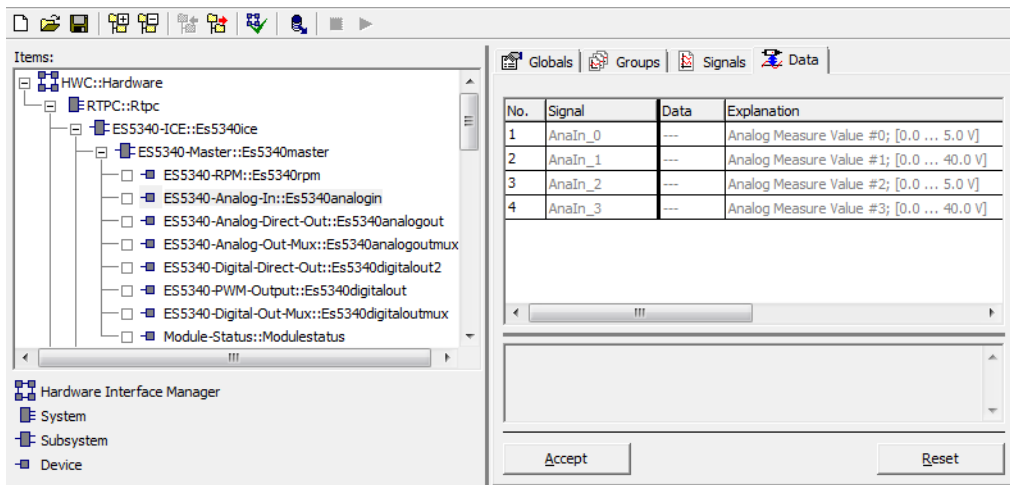 Items:
HWC::Hardware
RTPC::Rtpc
ES5340-ICE::Es5340ice
ES5340-Master::Es5340master
ES5340-RPM::Es5340rpm
ES5340-Analog-In::Es5340analogin
ES5340-Analog-Direct-Out::Es5340analogout
ES5340-Analog-Out-Mux::Es5340analogoutmux
ES5340-Digital-Direct-Out::Es5340digitalout2
ES5340-PWM-Output::Es5340digitalout
ES5340-Digital-Out-Mux::Es5340digitaloutmux
Module-Status::Modulestatus
Hardware Interface Manager
System
Subsystem
Device
Globals Groups Signals Data
No. Signal Data Explanation
1 AnaIn_0 --- Analog Measure Value #0; [0.0 ... 5.0 V]
2 AnaIn_1 --- Analog Measure Value #1; [0.0 ... 40.0 V]
3 AnaIn_2 --- Analog Measure Value #2; [0.0 ... 5.0 V]
4 AnaIn_3 --- Analog Measure Value #3; [0.0 ... 40.0 V]
Accept Reset